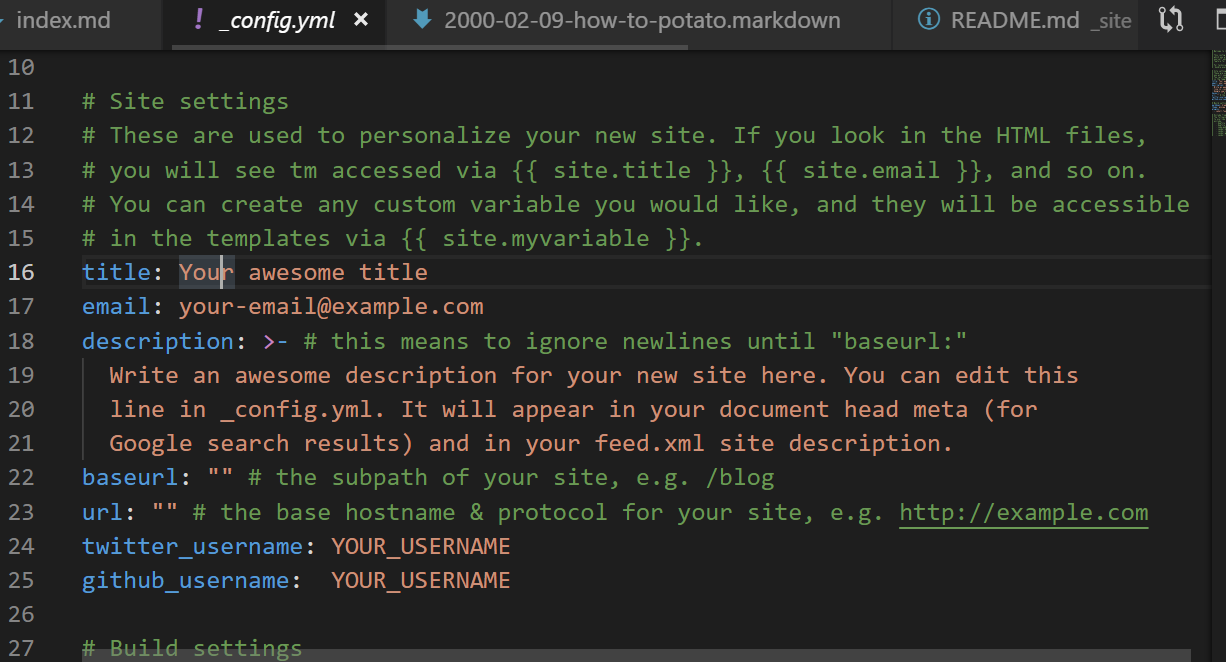 index.md ! _config.yml × 2000-02-09-how-to-potato.markdown README.md _site
10
11 # Site settings
12 # These are used to personalize your new site. If you look in the HTML files,
13 # you will see tm accessed via {{ site.title }}, {{ site.email }}, and so on.
14 # You can create any custom variable you would like, and they will be accessible
15 # in the templates via {{ site.myvariable }}.
16 title: Your awesome title
17 email: your-email@example.com
18 description: >- # this means to ignore newlines until "baseurl:"
19 Write an awesome description for your new site here. You can edit this
20 line in _config.yml. It will appear in your document head meta (for
21 Google search results) and in your feed.xml site description.
22 baseurl: "" # the subpath of your site, e.g. /blog
23 url: "" # the base hostname & protocol for your site, e.g. http://example.com
24 twitter_username: YOUR_USERNAME
25 github_username:  YOUR_USERNAME
26
27 # Build settings